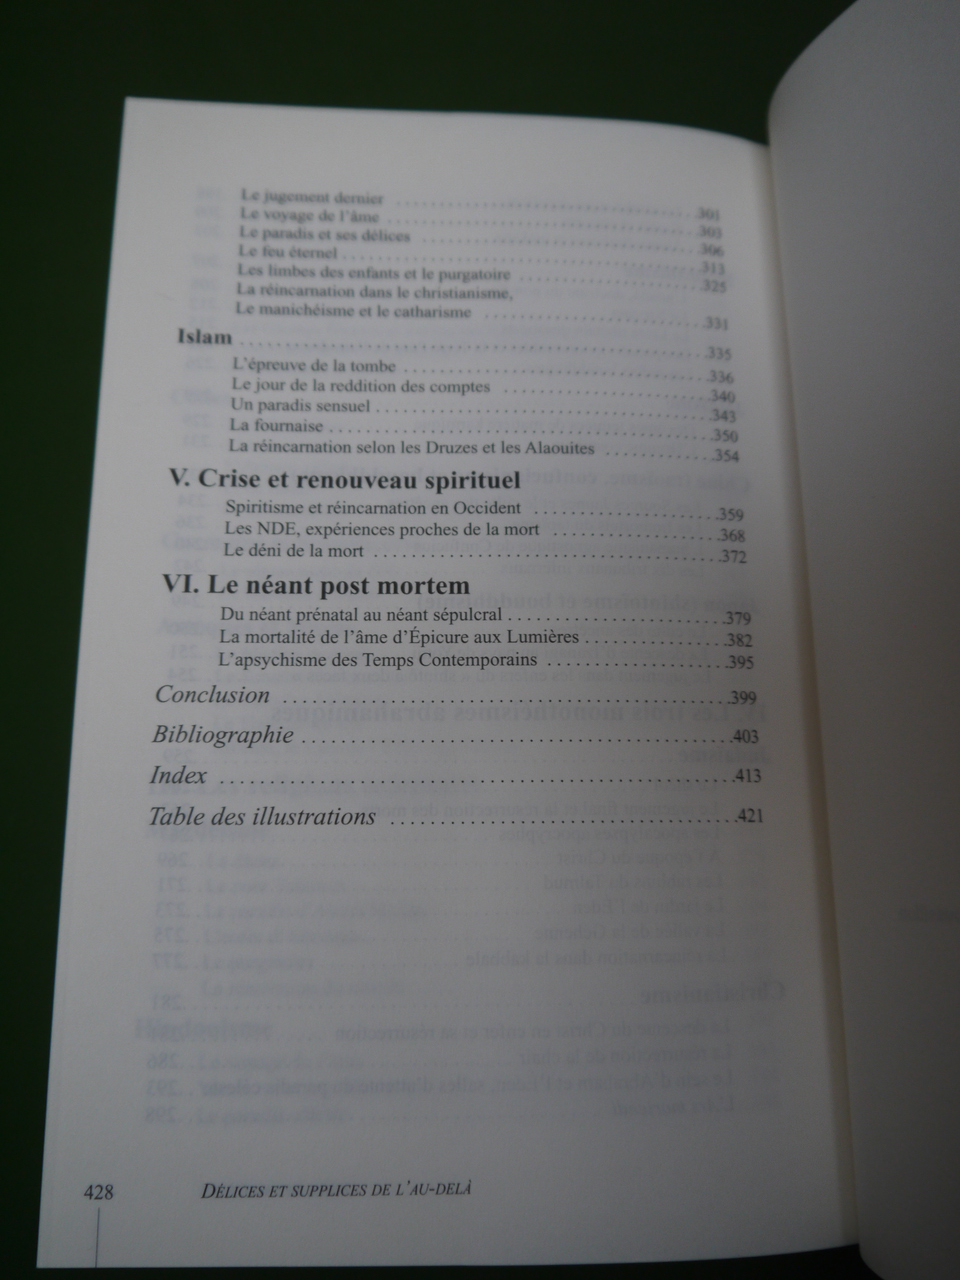 Le jugement dernier ........ 301
Le voyage de l'âme ........ 303
Le paradis et ses délices ........ 306
Le feu éternel ........ 313
Les limbes des enfants et le purgatoire ........ 325
La réincarnation dans le christianisme,
Le manichéisme et le catharisme ........ 331
Islam ........ 335
L'épreuve de la tombe ........ 336
Le jour de la reddition des comptes ........ 340
Un paradis sensuel ........ 343
La fournaise ........ 350
La réincarnation selon les Druzes et les Alaouites ........ 354
V. Crise et renouveau spirituel
Spiritisme et réincarnation en Occident ........ 359
Les NDE, expériences proches de la mort ........ 368
Le déni de la mort ........ 372
VI. Le néant post mortem
Du néant prénatal au néant sépulcral ........ 379
La mortalité de l'âme d'Épicure aux Lumières ........ 382
L'apsychisme des Temps Contemporains ........ 395
Conclusion ........ 399
Bibliographie ........ 403
Index ........ 413
Table des illustrations ........ 421
428 DÉLICES ET SUPPLICES DE L'AU-DELÀ